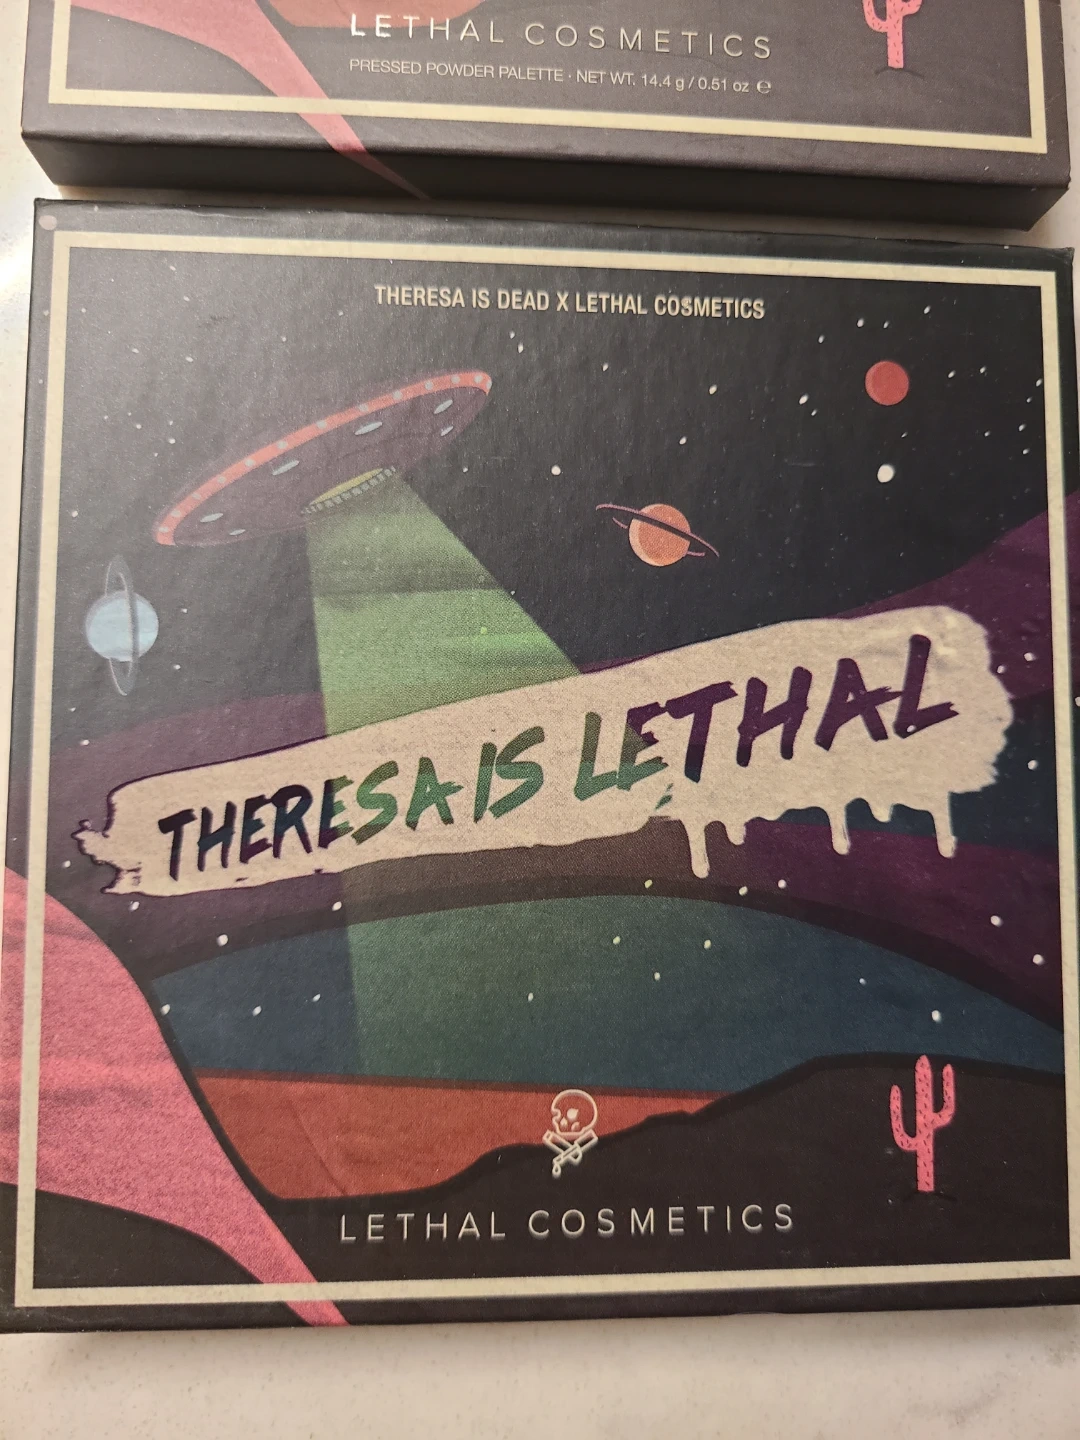 LETHAL COSMETICS
PRESSED POWDER PALETTE · NET WT. 14.4 g / 0.51 oz ℮
THERESA IS DEAD X LETHAL COSMETICS
THERESA IS LETHAL
LETHAL COSMETICS